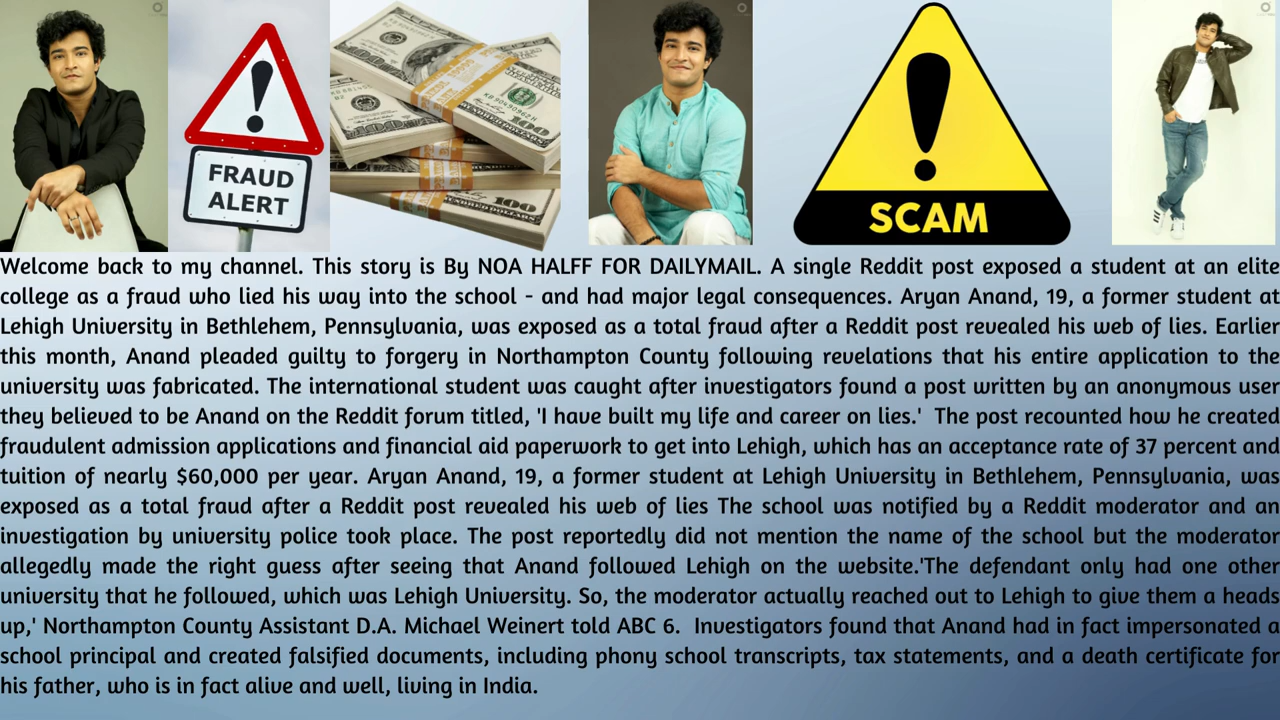 FRAUD
ALERT
SCAM
Welcome back to my channel. This story is By NOA HALFF FOR DAILYMAIL. A single Reddit post exposed a student at an elite
college as a fraud who lied his way into the school - and had major legal consequences. Aryan Anand, 19, a former student at
Lehigh University in Bethlehem, Pennsylvania, was exposed as a total fraud after a Reddit post revealed his web of lies. Earlier
this month, Anand pleaded guilty to forgery in Northampton County following revelations that his entire application to the
university was fabricated. The international student was caught after investigators found a post written by an anonymous user
they believed to be Anand on the Reddit forum titled, 'I have built my life and career on lies.' The post recounted how he created
fraudulent admission applications and financial aid paperwork to get into Lehigh, which has an acceptance rate of 37 percent and
tuition of nearly $60,000 per year. Aryan Anand, 19, a former student at Lehigh University in Bethlehem, Pennsylvania, was
exposed as a total fraud after a Reddit post revealed his web of lies The school was notified by a Reddit moderator and an
investigation by university police took place. The post reportedly did not mention the name of the school but the moderator
allegedly made the right guess after seeing that Anand followed Lehigh on the website.'The defendant only had one other
university that he followed, which was Lehigh University. So, the moderator actually reached out to Lehigh to give them a heads
up,' Northampton County Assistant D.A. Michael Weinert told ABC 6. Investigators found that Anand had in fact impersonated a
school principal and created falsified documents, including phony school transcripts, tax statements, and a death certificate for
his father, who is in fact alive and well, living in India.